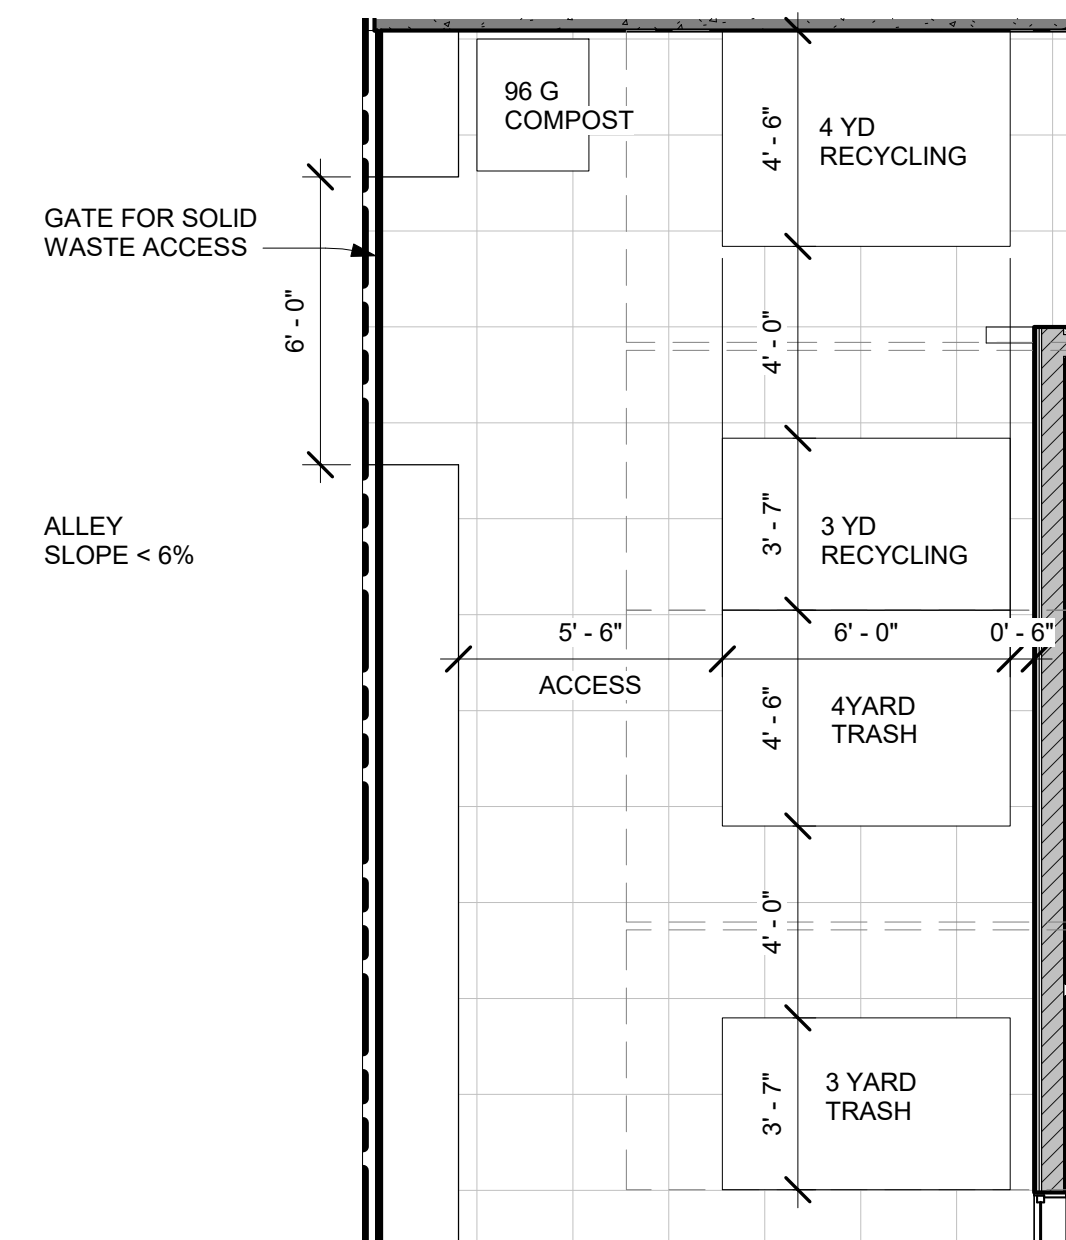 96 G
COMPOST
4' - 6"
4 YD
RECYCLING
GATE FOR SOLID
WASTE ACCESS
6' - 0"
4' - 0"
ALLEY
SLOPE < 6%
3' - 7"
3 YD
RECYCLING
5' - 6"
6' - 0"
0' - 6"
ACCESS
4' - 6"
4YARD
TRASH
4' - 0"
3' - 7"
3 YARD
TRASH